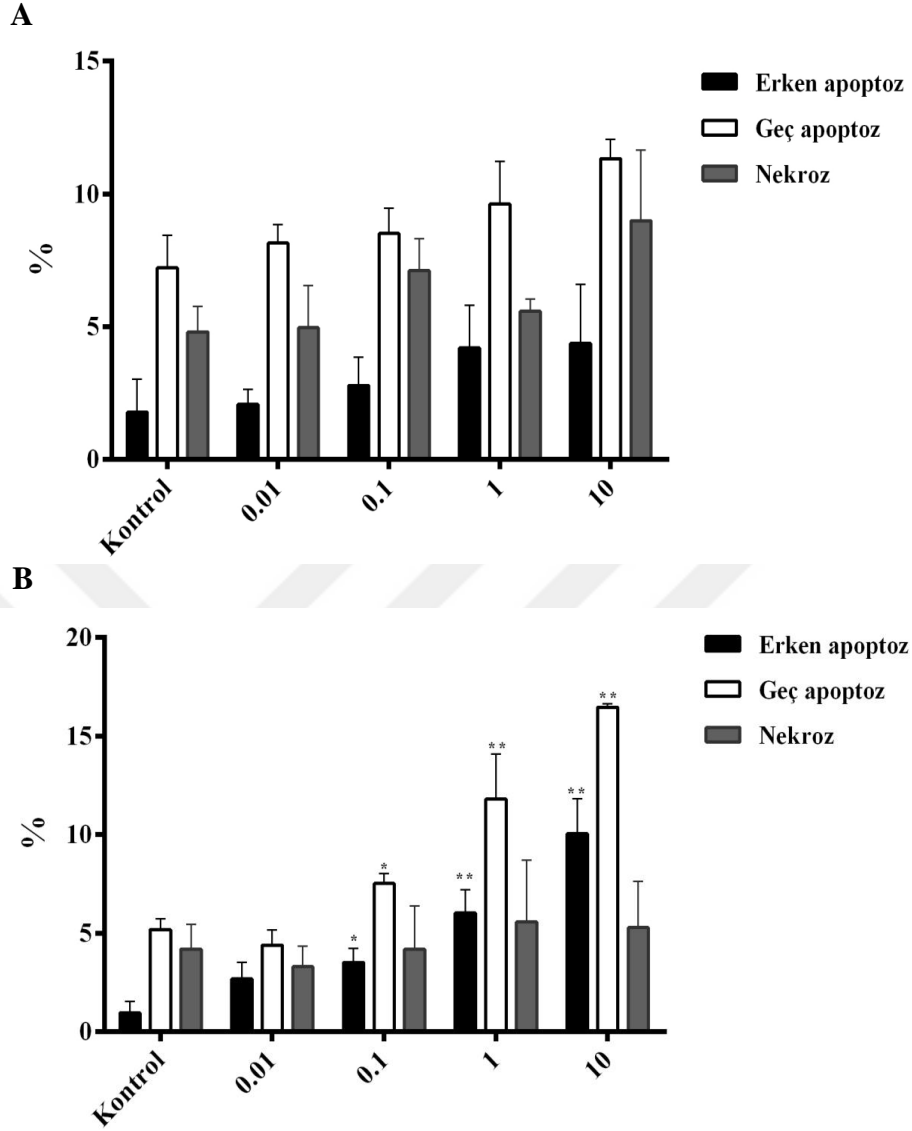 A
15
10
5
0
%
Kontrol
0.01
0.1
1
10
Erken apoptoz
Geç apoptoz
Nekroz
B
20
15
10
5
0
%
* *
* *
* *
* *
*
*
Kontrol
0.01
0.1
1
10
Erken apoptoz
Geç apoptoz
Nekroz